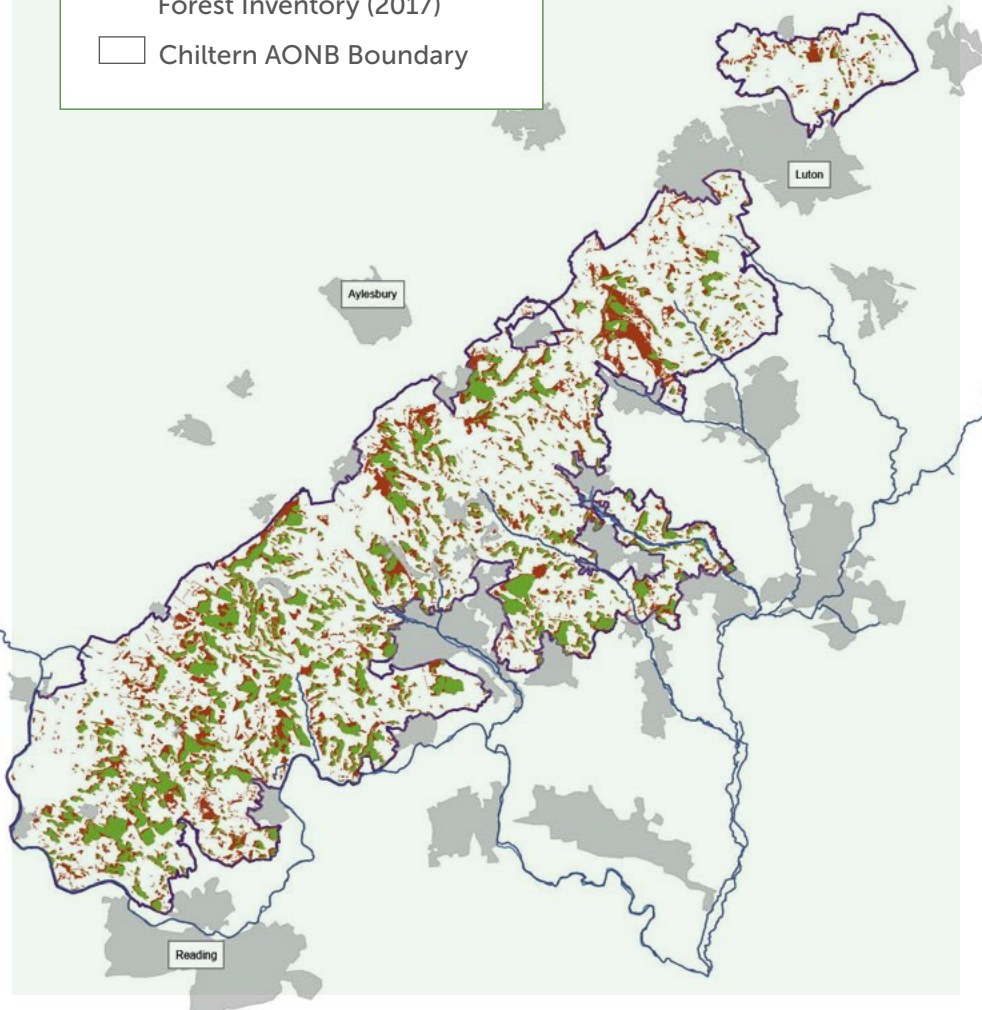 Forest Inventory (2017)
Chiltern AONB Boundary
Luton
Aylesbury
Reading